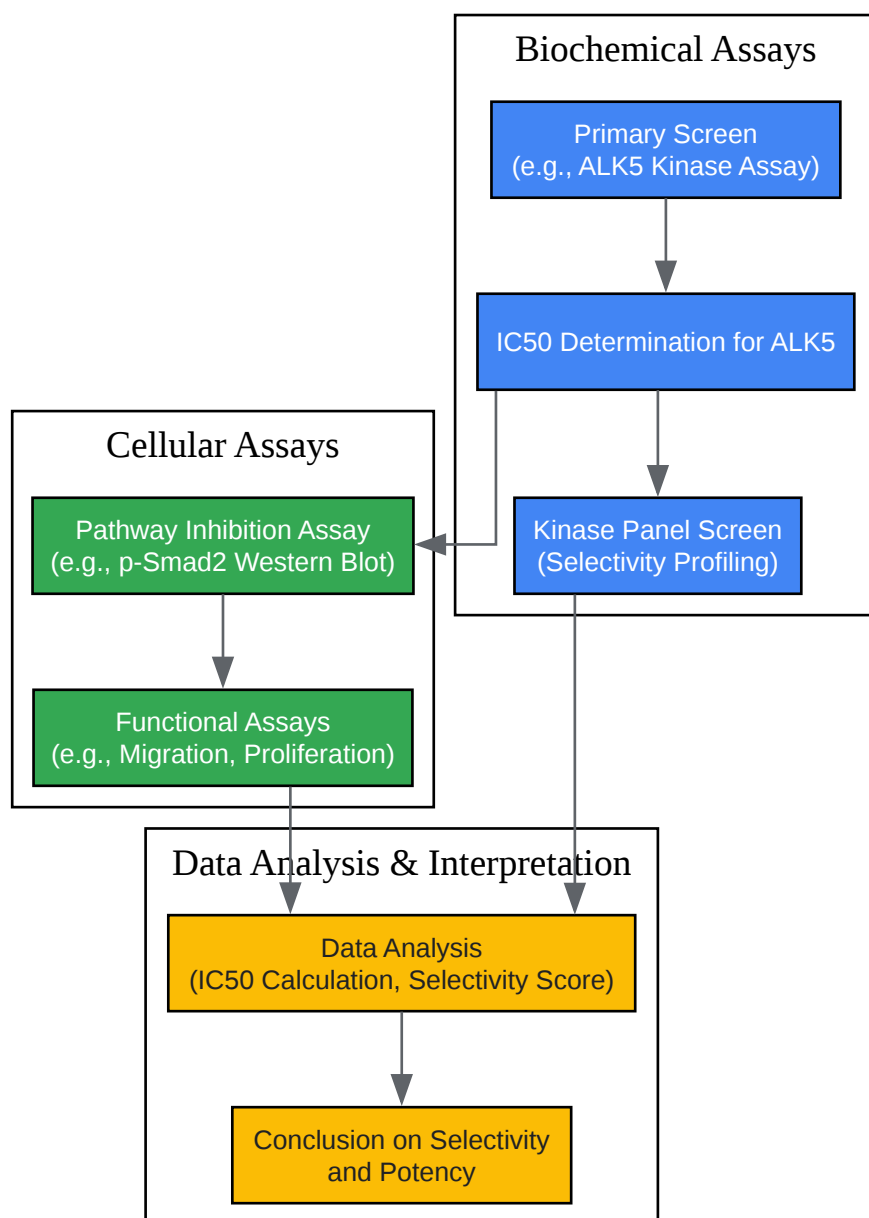 Biochemical Assays
Primary Screen
(e.g., ALK5 Kinase Assay)
IC50 Determination for ALK5
Kinase Panel Screen
(Selectivity Profiling)
Cellular Assays
Pathway Inhibition Assay
(e.g., p-Smad2 Western Blot)
Functional Assays
(e.g., Migration, Proliferation)
Data Analysis & Interpretation
Data Analysis
(IC50 Calculation, Selectivity Score)
Conclusion on Selectivity
and Potency